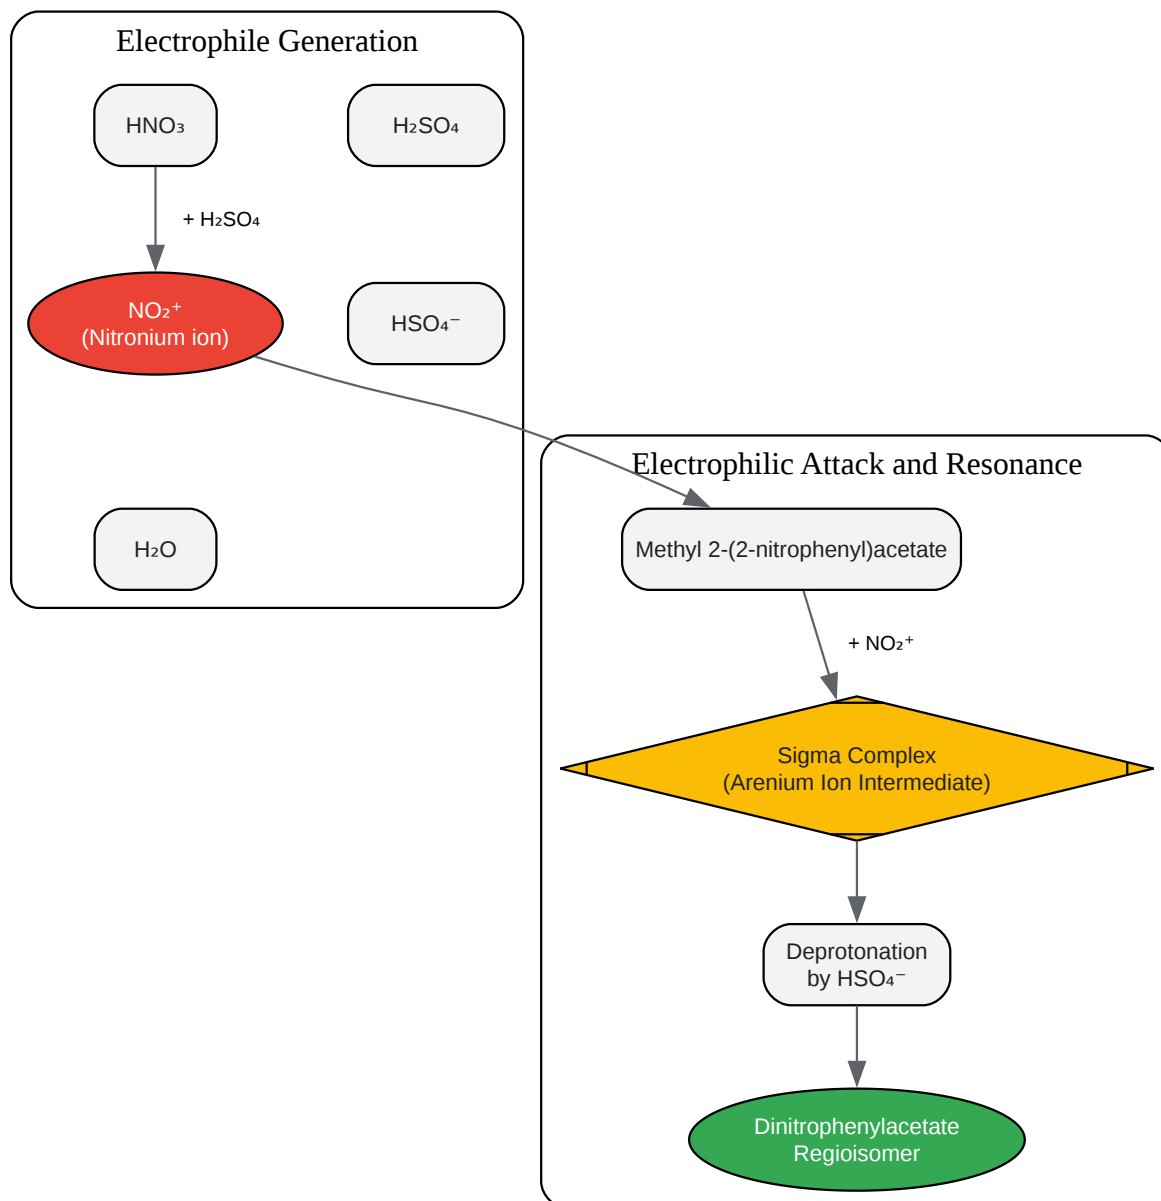 Electrophile Generation
HNO₃
H₂SO₄
+ H₂SO₄
NO₂⁺
(Nitronium ion)
HSO₄⁻
H₂O
Electrophilic Attack and Resonance
Methyl 2-(2-nitrophenyl)acetate
+ NO₂⁺
Sigma Complex
(Arenium Ion Intermediate)
Deprotonation
by HSO₄⁻
Dinitrophenylacetate
Regioisomer